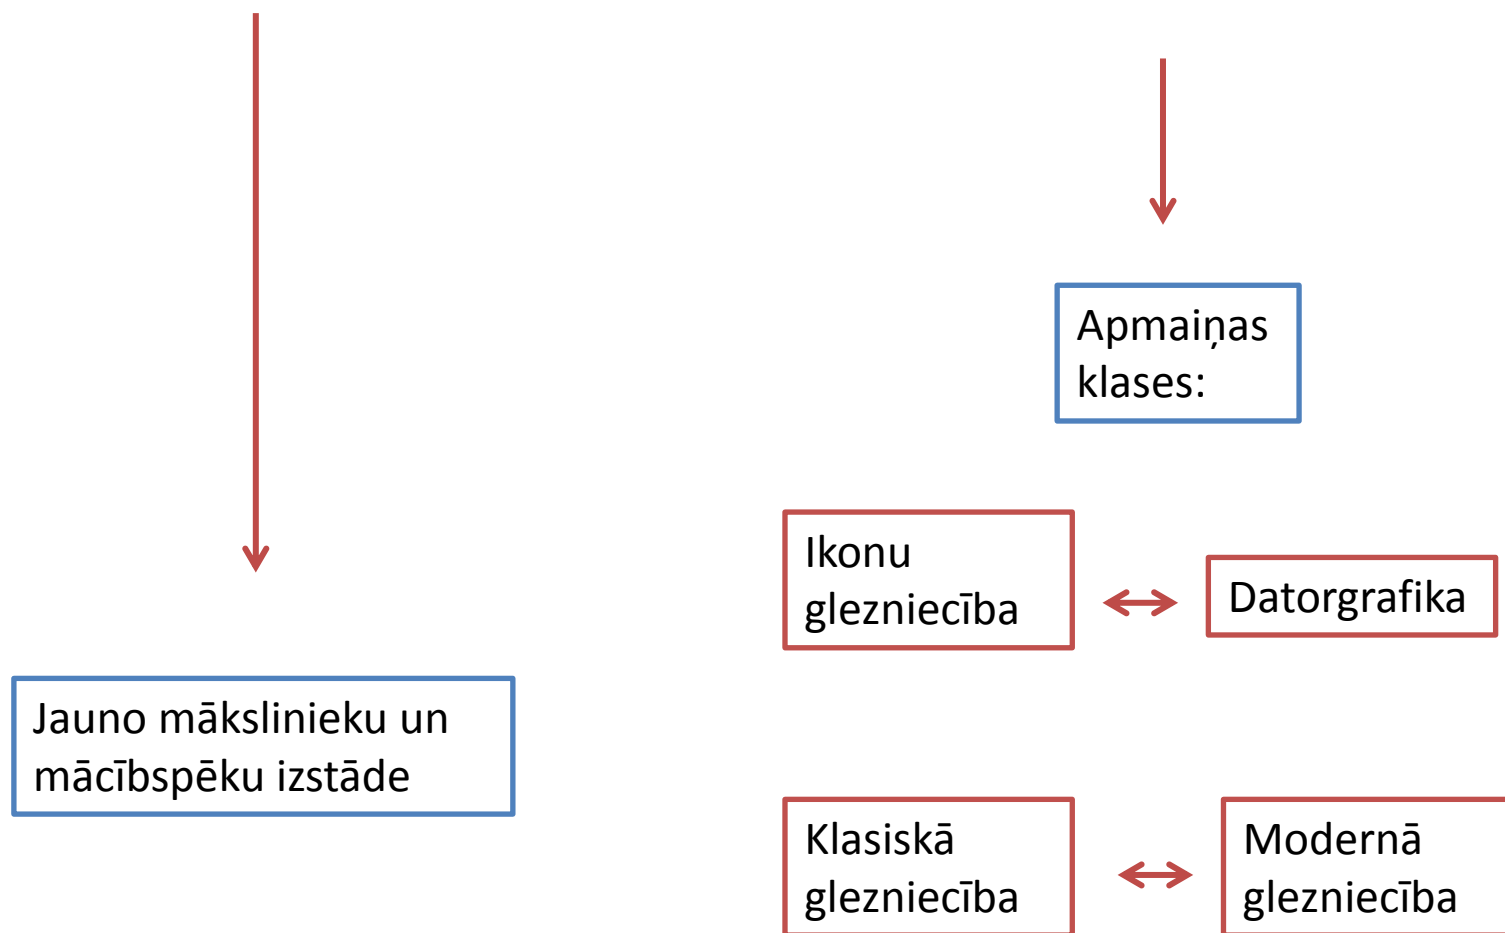 Apmaiņas
klases:
Ikonu
glezniecība
Datorgrafika
Jauno mākslinieku un
mācībspēku izstāde
Klasiskā
glezniecība
Modernā
glezniecība